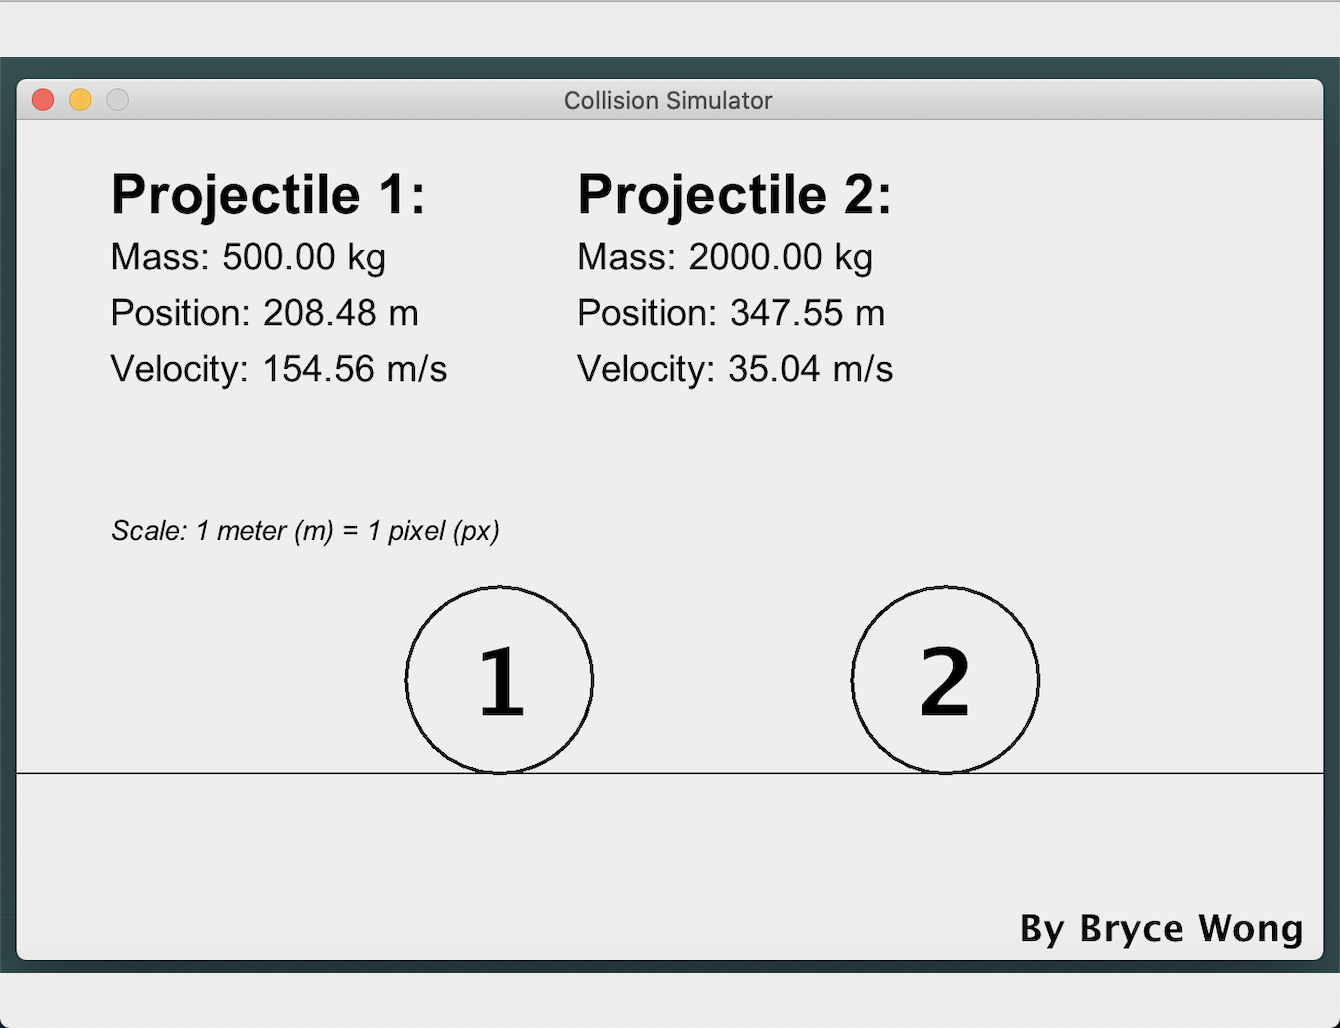 Collision Simulator
Projectile 1:
Mass: 500.00 kg
Position: 208.48 m
Velocity: 154.56 m/s
Projectile 2:
Mass: 2000.00 kg
Position: 347.55 m
Velocity: 35.04 m/s
Scale: 1 meter (m) = 1 pixel (px)
1
2
By Bryce Wong